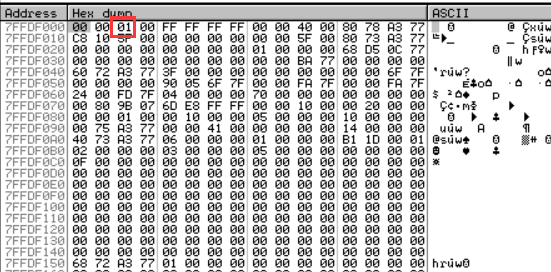 Address Hex dump ASCII
7FFDF000 00 00 01 00 FF FF FF FF 00 00 40 00 80 78 A3 77
7FFDF010 C8 10 5F 00 00 00 00 00 00 00 5F 00 80 73 A3 77
7FFDF020 00 00 00 00 00 00 00 00 01 00 00 00 68 D5 0C 77
7FFDF030 00 00 00 00 00 00 00 00 00 00 BA 77 00 00 00 00
7FFDF040 60 72 A3 77 3F 00 00 00 00 00 00 00 00 00 6F 7F
7FFDF050 00 00 00 00 90 05 6F 7F 00 00 FA 7F 00 00 FA 7F
7FFDF060 24 00 FD 7F 04 00 00 00 70 00 00 00 00 00 00 00
7FFDF070 00 80 9B 07 6D E8 FF FF 00 00 10 00 00 20 00 00
7FFDF080 00 00 01 00 00 10 00 00 05 00 00 00 10 00 00 00
7FFDF090 00 75 A3 77 00 00 41 00 00 00 00 00 14 00 00 00
7FFDF0A0 40 73 A3 77 06 00 00 00 01 00 00 00 B1 1D 00 01
7FFDF0B0 02 00 00 00 03 00 00 00 05 00 00 00 01 00 00 00
7FFDF0C0 0F 00 00 00 00 00 00 00 00 00 00 00 00 00 00 00
7FFDF0D0 00 00 00 00 00 00 00 00 00 00 00 00 00 00 00 00
7FFDF0E0 00 00 00 00 00 00 00 00 00 00 00 00 00 00 00 00
7FFDF0F0 00 00 00 00 00 00 00 00 00 00 00 00 00 00 00 00
7FFDF100 00 00 00 00 00 00 00 00 00 00 00 00 00 00 00 00
7FFDF110 00 00 00 00 00 00 00 00 00 00 00 00 00 00 00 00
7FFDF120 00 00 00 00 00 00 00 00 00 00 00 00 00 00 00 00
7FFDF130 00 00 00 00 00 00 00 00 00 00 00 00 00 00 00 00
7FFDF140 00 00 00 00 00 00 00 00 00 00 00 00 00 00 00 00
7FFDF150 68 72 A3 77 01 00 00 00 00 00 00 00 00 00 00 00 hrúw☺